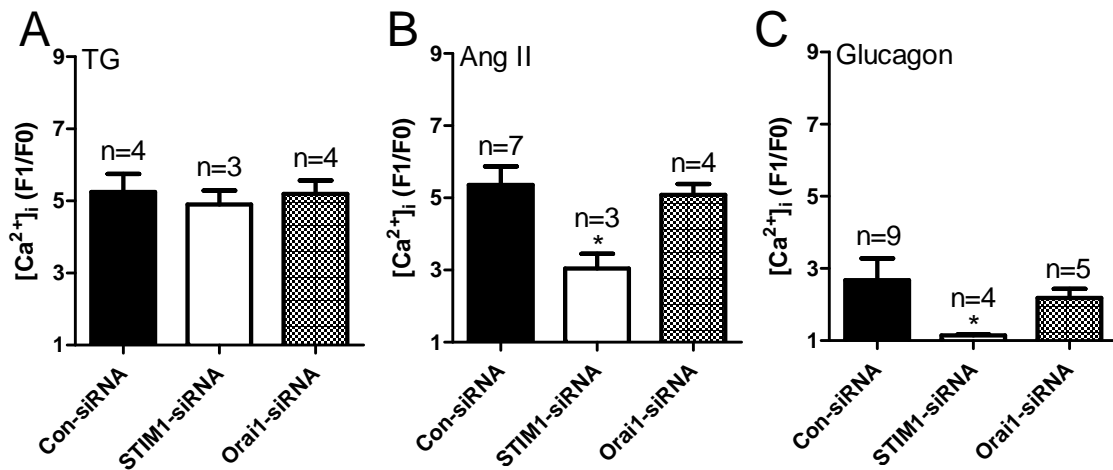 A
TG
[Ca²⁺]ᵢ (F1/F0)
9
7
5
3
1
n=4
n=3
n=4
Con-siRNA
STIM1-siRNA
Orai1-siRNA
B
Ang II
[Ca²⁺]ᵢ (F1/F0)
9
7
5
3
1
n=7
n=3
*
n=4
Con-siRNA
STIM1-siRNA
Orai1-siRNA
C
Glucagon
[Ca²⁺]ᵢ (F1/F0)
9
7
5
3
1
n=9
n=4
*
n=5
Con-siRNA
STIM1-siRNA
Orai1-siRNA